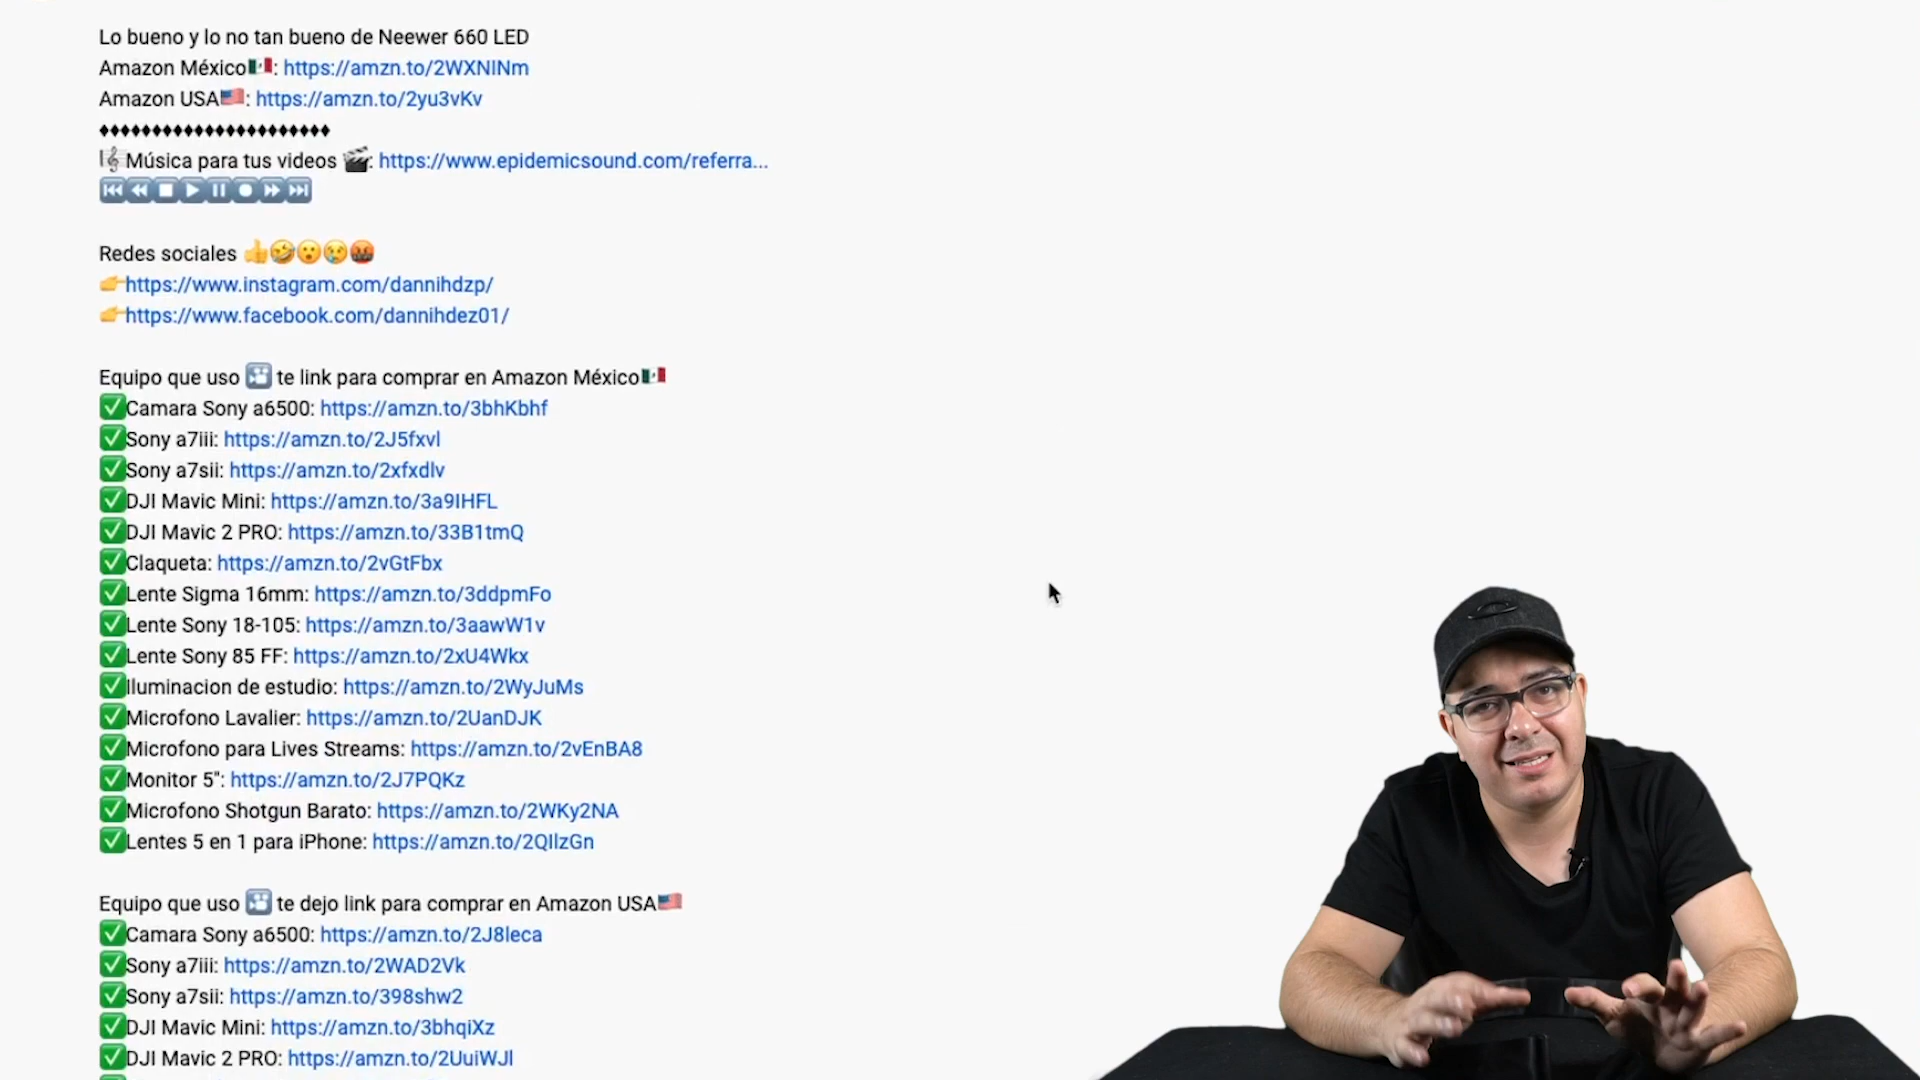 Lo bueno y lo no tan bueno de Neewer 660 LED
Amazon México🇲🇽: https://amzn.to/2WXNINm
Amazon USA🇺🇸: https://amzn.to/2yu3vKv
♦♦♦♦♦♦♦♦♦♦♦♦♦♦♦♦♦♦♦♦♦♦
🎼Música para tus videos 🎬: https://www.epidemicsound.com/referra...
⏮⏪⏹▶⏸⏺⏩⏭
Redes sociales 👍🤣😮😢🤬
👉https://www.instagram.com/dannihdzp/
👉https://www.facebook.com/dannihdez01/
Equipo que uso 🎦 te link para comprar en Amazon México🇲🇽
✅Camara Sony a6500: https://amzn.to/3bhKbhf
✅Sony a7iii: https://amzn.to/2J5fxvl
✅Sony a7sii: https://amzn.to/2xfxdlv
✅DJI Mavic Mini: https://amzn.to/3a9IHFL
✅DJI Mavic 2 PRO: https://amzn.to/33B1tmQ
✅Claqueta: https://amzn.to/2vGtFbx
✅Lente Sigma 16mm: https://amzn.to/3ddpmFo
✅Lente Sony 18-105: https://amzn.to/3aawW1v
✅Lente Sony 85 FF: https://amzn.to/2xU4Wkx
✅Iluminacion de estudio: https://amzn.to/2WyJuMs
✅Microfono Lavalier: https://amzn.to/2UanDJK
✅Microfono para Lives Streams: https://amzn.to/2vEnBA8
✅Monitor 5": https://amzn.to/2J7PQKz
✅Microfono Shotgun Barato: https://amzn.to/2WKy2NA
✅Lentes 5 en 1 para iPhone: https://amzn.to/2QIlzGn
Equipo que uso 🎦 te dejo link para comprar en Amazon USA🇺🇸
✅Camara Sony a6500: https://amzn.to/2J8leca
✅Sony a7iii: https://amzn.to/2WAD2Vk
✅Sony a7sii: https://amzn.to/398shw2
✅DJI Mavic Mini: https://amzn.to/3bhqiXz
✅DJI Mavic 2 PRO: https://amzn.to/2UuiWJl